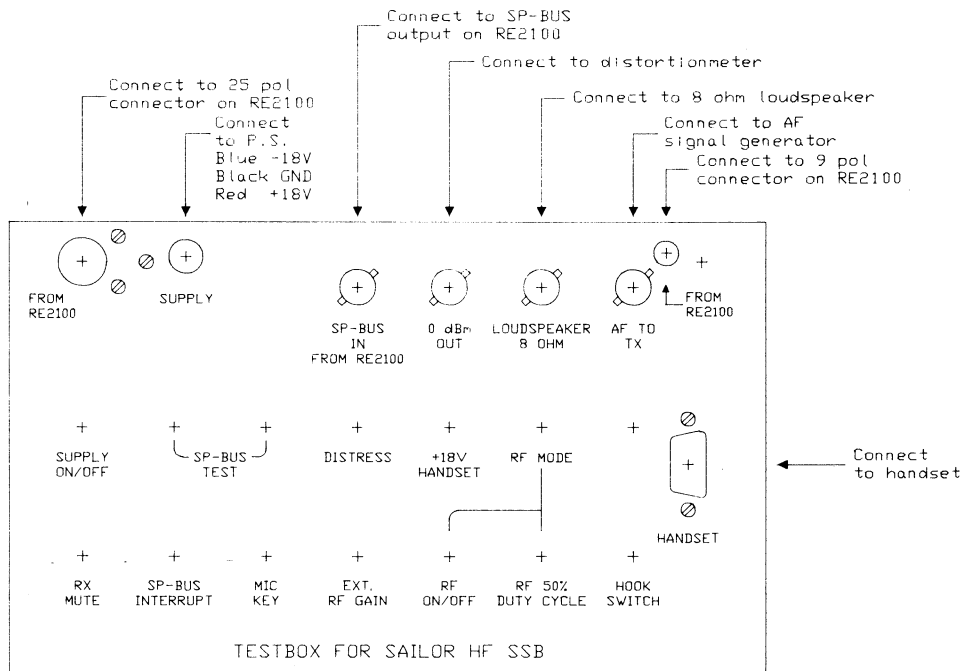 Connect to SP-BUS
output on RE2100
Connect to distortionmeter
Connect to 25 pol
connector on RE2100
Connect to 8 ohm loudspeaker
Connect
to P.S.
Blue -18V
Black GND
Red +18V
Connect to AF
signal generator
Connect to 9 pol
connector on RE2100
FROM
RE2100
SUPPLY
SP-BUS
IN
FROM RE2100
0 dBm
OUT
LOUDSPEAKER
8 OHM
AF TO
TX
FROM
RE2100
SUPPLY
ON/OFF
SP-BUS
TEST
DISTRESS
+18V
HANDSET
RF MODE
Connect
to handset
HANDSET
RX
MUTE
SP-BUS
INTERRUPT
MIC
KEY
EXT.
RF GAIN
RF
ON/OFF
RF 50%
DUTY CYCLE
HOOK
SWITCH
TESTBOX FOR SAILOR HF SSB